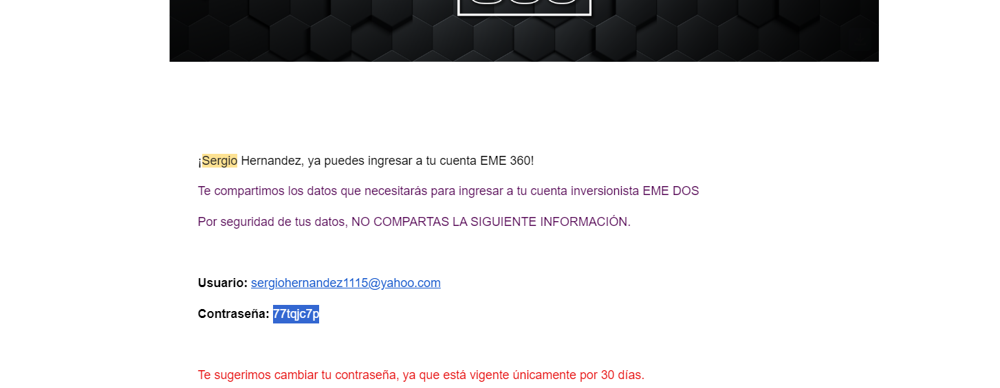 ¡Sergio Hernandez, ya puedes ingresar a tu cuenta EME 360!
Te compartimos los datos que necesitarás para ingresar a tu cuenta inversionista EME DOS
Por seguridad de tus datos, NO COMPARTAS LA SIGUIENTE INFORMACIÓN.
Usuario: sergiohernandez1115@yahoo.com
Contraseña: 77tqjc7p
Te sugerimos cambiar tu contraseña, ya que está vigente únicamente por 30 días.